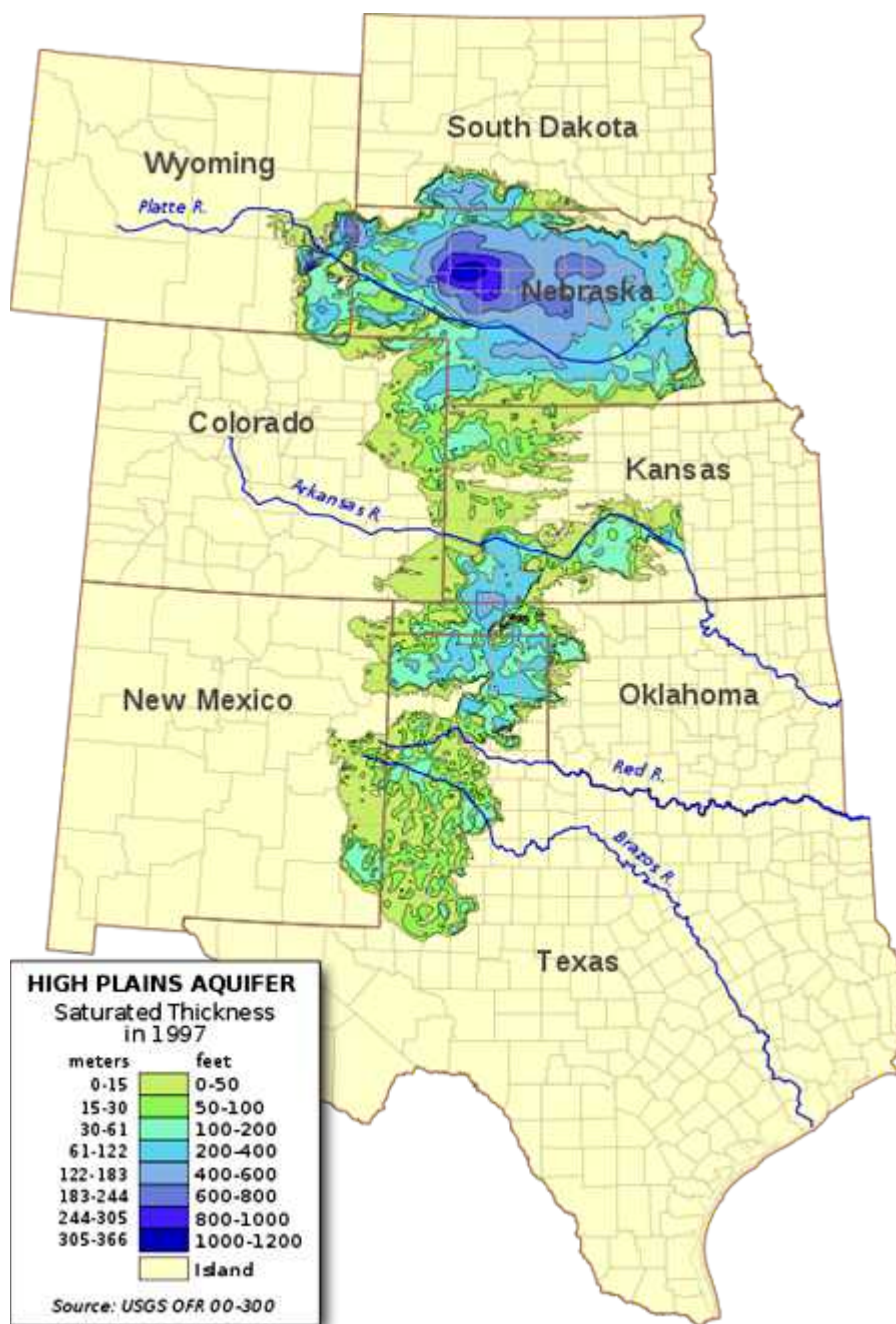 South Dakota
Wyoming
Platte R.
Nebraska
Colorado
Kansas
Arkansas R.
New Mexico
Oklahoma
Red R.
Brazos R.
Texas
HIGH PLAINS AQUIFER
Saturated Thickness
in 1997
meters feet
0-15 0-50
15-30 50-100
30-61 100-200
61-122 200-400
122-183 400-600
183-244 600-800
244-305 800-1000
305-366 1000-1200
Island
Source: USGS OFR 00-300